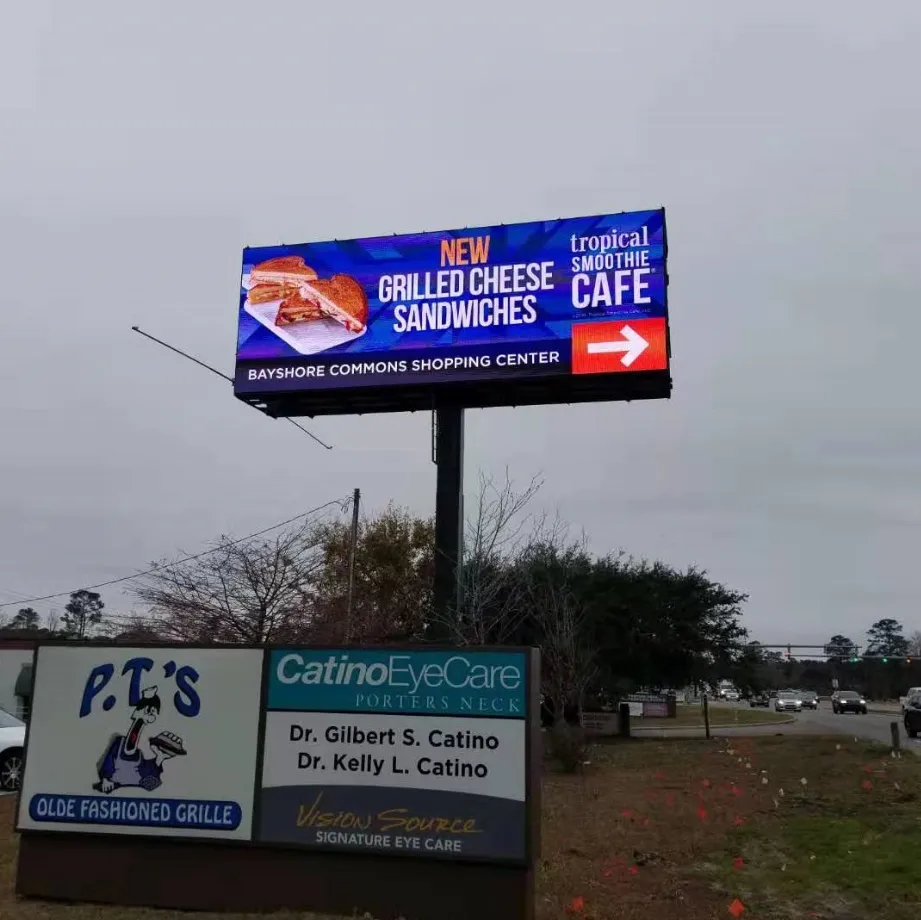 NEW
GRILLED CHEESE
SANDWICHES
tropical
SMOOTHIE
CAFE
BAYSHORE COMMONS SHOPPING CENTER
P.T.'S
OLDE FASHIONED GRILLE
CatinoEyeCare
PORTERS NECK
Dr. Gilbert S. Catino
Dr. Kelly L. Catino
Vision Source
SIGNATURE EYE CARE